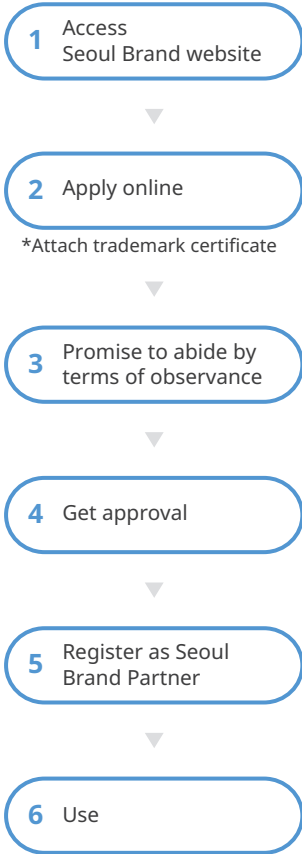 1 Access
Seoul Brand website
2 Apply online
*Attach trademark certificate
3 Promise to abide by
terms of observance
4 Get approval
5 Register as Seoul
Brand Partner
6 Use